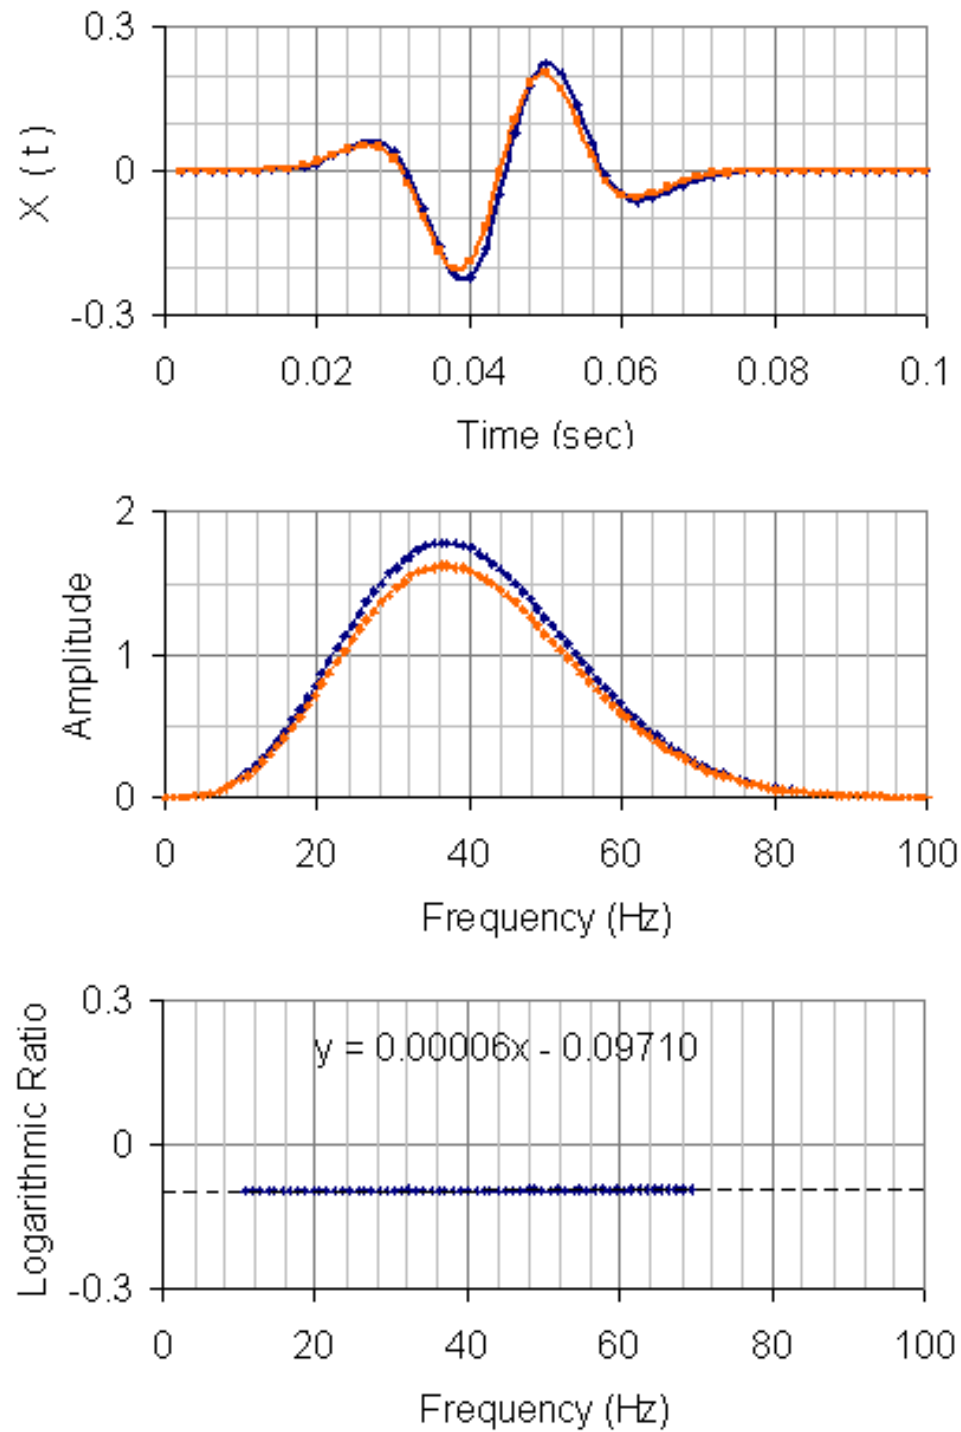 0.3
0
-0.3
X (t)
0 0.02 0.04 0.06 0.08 0.1
Time (sec)
2
1
0
Amplitude
0 20 40 60 80 100
Frequency (Hz)
0.3
0
-0.3
Logarithmic Ratio
y = 0.00006x - 0.09710
0 20 40 60 80 100
Frequency (Hz)